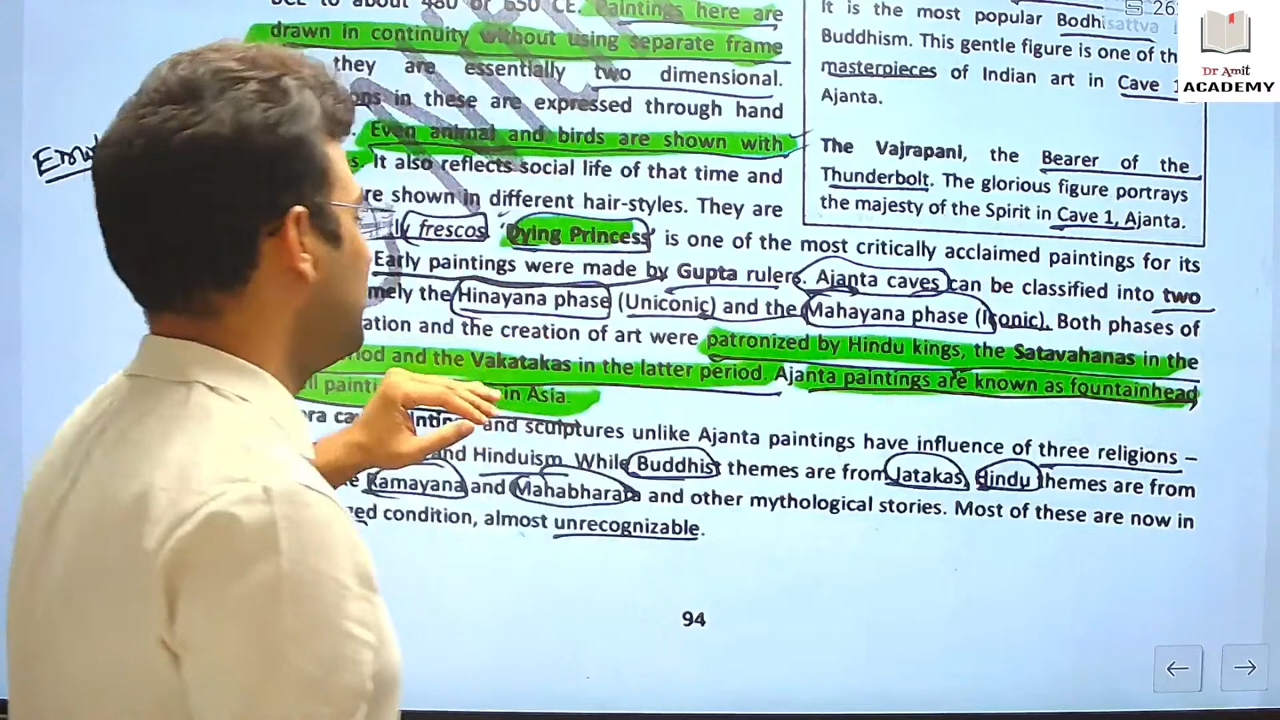 BCE to about 480 or 650 CE. Paintings here are
drawn in continuity without using separate frame
they are essentially two dimensional.
in these are expressed through hand
Even animal and birds are shown with
It also reflects social life of that time and
are shown in different hair-styles. They are
frescos. 'Dying Princess' is one of the most critically acclaimed paintings for its
Early paintings were made by Gupta rulers. Ajanta caves can be classified into two
the Hinayana phase (Uniconic) and the Mahayana phase (Iconic). Both phases of
and the creation of art were patronized by Hindu kings, the Satavahanas in the
and the Vakatakas in the latter period. Ajanta paintings are known as fountainhead
in Asia.
and sculptures unlike Ajanta paintings have influence of three religions –
and Hinduism. While Buddhist themes are from Jatakas, Hindu themes are from
Ramayana and Mahabharata and other mythological stories. Most of these are now in
condition, almost unrecognizable.
94
It is the most popular Bodhisattva
Buddhism. This gentle figure is one of
masterpieces of Indian art in Cave
Ajanta.
The Vajrapani, the Bearer of the
Thunderbolt. The glorious figure portrays
the majesty of the Spirit in Cave 1, Ajanta.
26
Dr Amit
ACADEMY